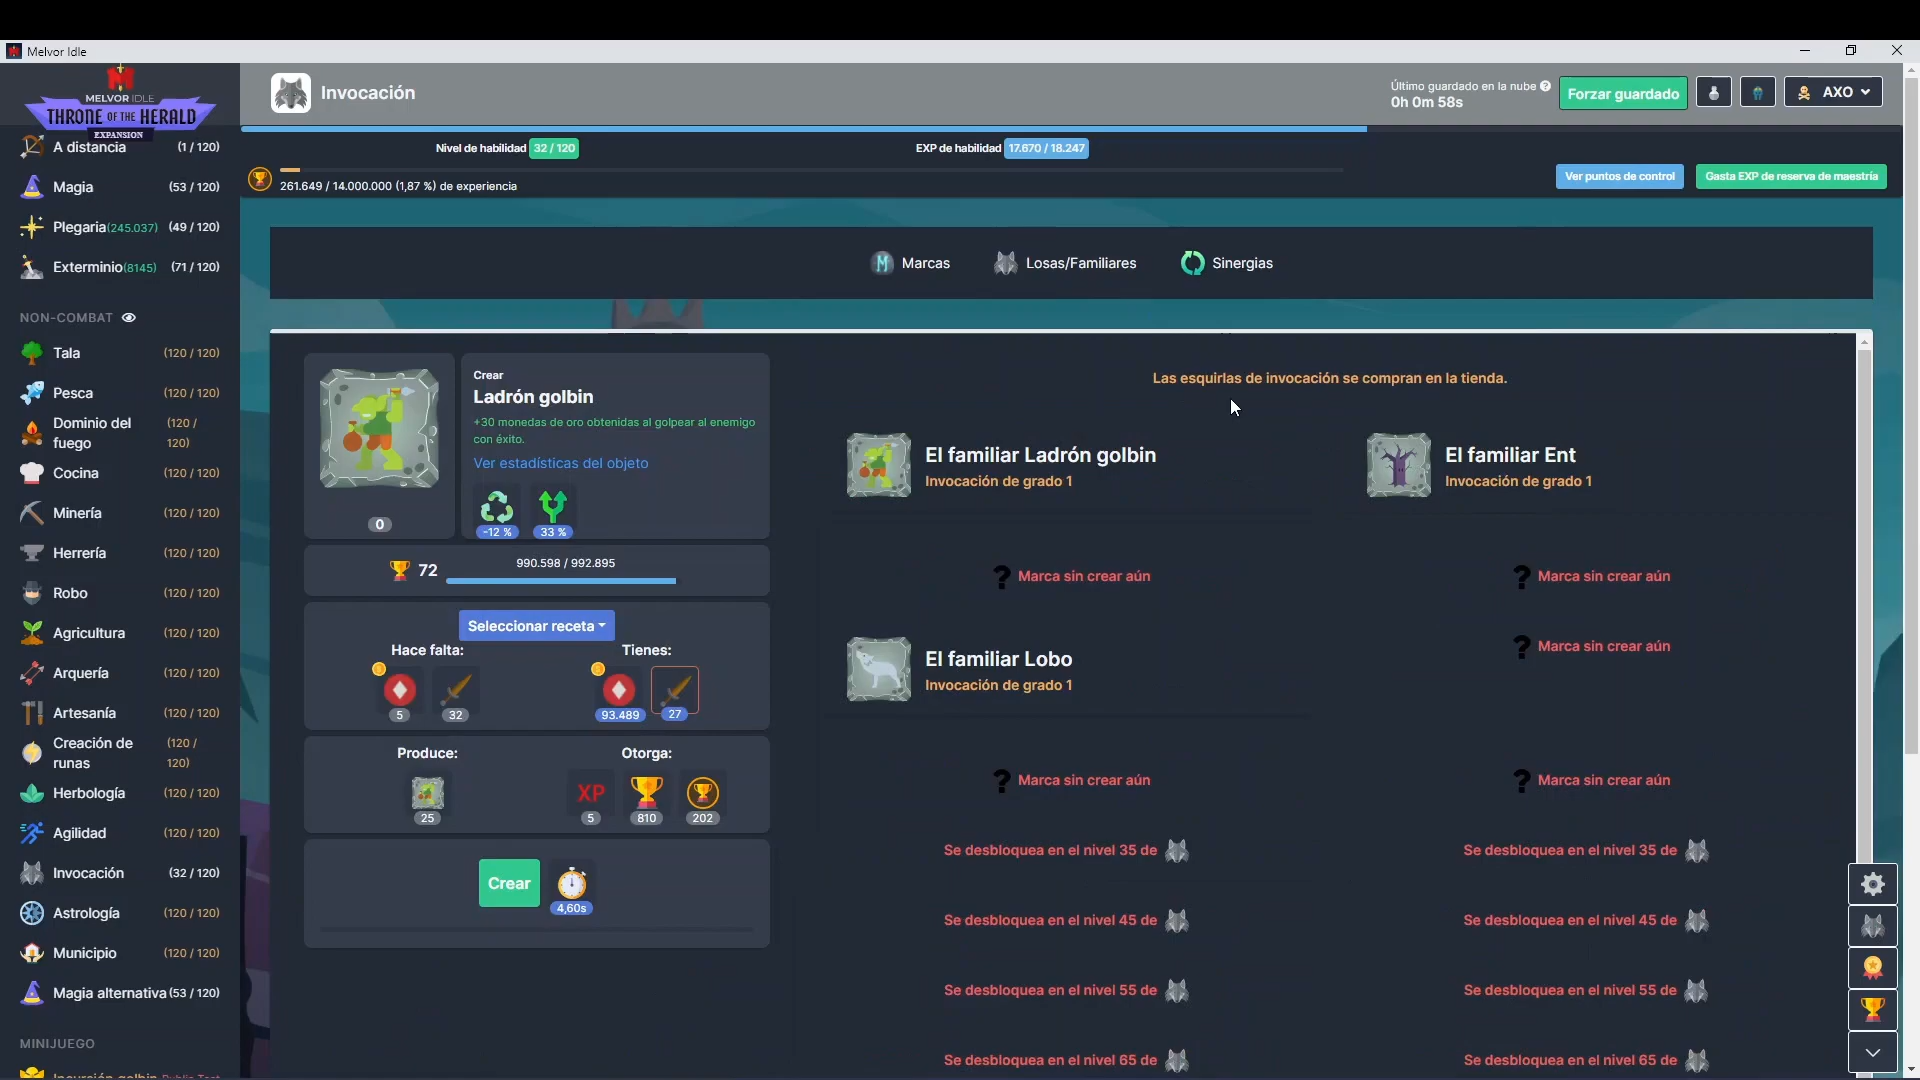 Melvor Idle
MELVOR IDLE
THRONE OF THE HERALD
EXPANSION
Invocación
Último guardado en la nube
0h 0m 58s
Forzar guardado
AXO
Nivel de habilidad 32 / 120
EXP de habilidad 17.670 / 18.247
261.649 / 14.000.000 (1,87 %) de experiencia
Ver puntos de control
Gasta EXP de reserva de maestría
A distancia (1 / 120)
Magia (53 / 120)
Plegaria(245.037) (49 / 120)
Exterminio(8145) (71 / 120)
NON-COMBAT
Tala (120 / 120)
Pesca (120 / 120)
Dominio del fuego (120 / 120)
Cocina (120 / 120)
Minería (120 / 120)
Herrería (120 / 120)
Robo (120 / 120)
Agricultura (120 / 120)
Arquería (120 / 120)
Artesanía (120 / 120)
Creación de runas (120 / 120)
Herbología (120 / 120)
Agilidad (120 / 120)
Invocación (32 / 120)
Astrología (120 / 120)
Municipio (120 / 120)
Magia alternativa (53 / 120)
MINIJUEGO
Marcas
Losas/Familiares
Sinergias
Crear
Ladrón golbin
+30 monedas de oro obtenidas al golpear al enemigo
con éxito.
Ver estadísticas del objeto
0
-12 %
33 %
72
990.598 / 992.895
Seleccionar receta
Hace falta:
Tienes:
5
32
93.489
27
Produce:
Otorga:
25
XP
5
810
202
Crear
4,60s
Las esquirlas de invocación se compran en la tienda.
El familiar Ladrón golbin
Invocación de grado 1
El familiar Ent
Invocación de grado 1
? Marca sin crear aún
? Marca sin crear aún
El familiar Lobo
Invocación de grado 1
? Marca sin crear aún
? Marca sin crear aún
? Marca sin crear aún
Se desbloquea en el nivel 35 de
Se desbloquea en el nivel 35 de
Se desbloquea en el nivel 45 de
Se desbloquea en el nivel 45 de
Se desbloquea en el nivel 55 de
Se desbloquea en el nivel 55 de
Se desbloquea en el nivel 65 de
Se desbloquea en el nivel 65 de